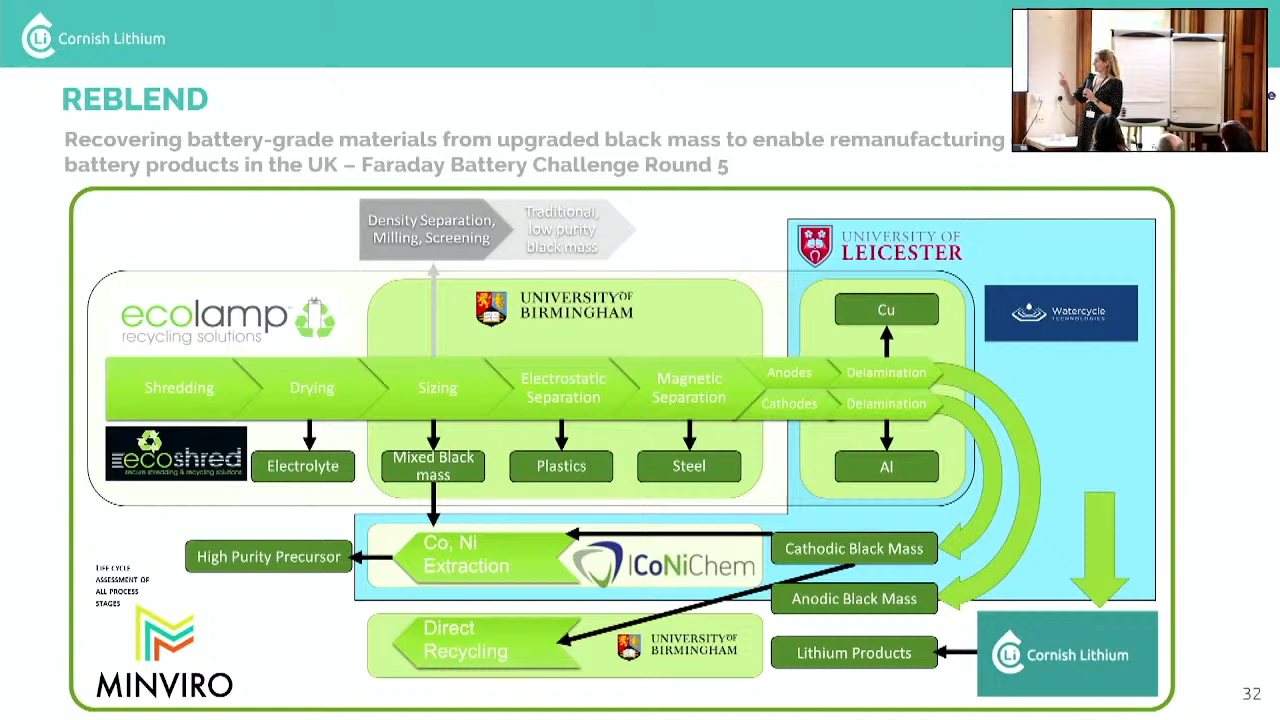 Li Cornish Lithium
REBLEND
Recovering battery-grade materials from upgraded black mass to enable remanufacturing
battery products in the UK – Faraday Battery Challenge Round 5
Density Separation,
Milling, Screening
Traditional,
low purity
black mass
UNIVERSITY OF
LEICESTER
ecolamp
recycling solutions
UNIVERSITY OF
BIRMINGHAM
Cu
Watercycle
TECHNOLOGIES
Shredding
Drying
Sizing
Electrostatic
Separation
Magnetic
Separation
Anodes
Delamination
Cathodes
Delamination
ecoshred
secure shredding & recycling solutions
Electrolyte
Mixed Black
mass
Plastics
Steel
Al
High Purity Precursor
Co, Ni
Extraction
ICoNiChem
Cathodic Black Mass
Anodic Black Mass
LIFE CYCLE
ASSESSMENT OF
ALL PROCESS
STAGES
MINVIRO
Direct
Recycling
UNIVERSITY OF
BIRMINGHAM
Lithium Products
Li Cornish Lithium
32